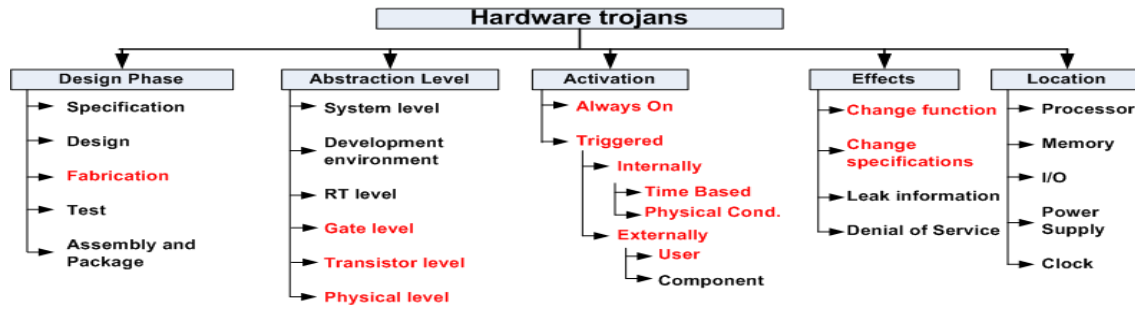 Hardware trojans
Design Phase
Specification
Design
Fabrication
Test
Assembly and
Package
Abstraction Level
System level
Development
environment
RT level
Gate level
Transistor level
Physical level
Activation
Always On
Triggered
Internally
Time Based
Physical Cond.
Externally
User
Component
Effects
Change function
Change
specifications
Leak information
Denial of Service
Location
Processor
Memory
I/O
Power
Supply
Clock